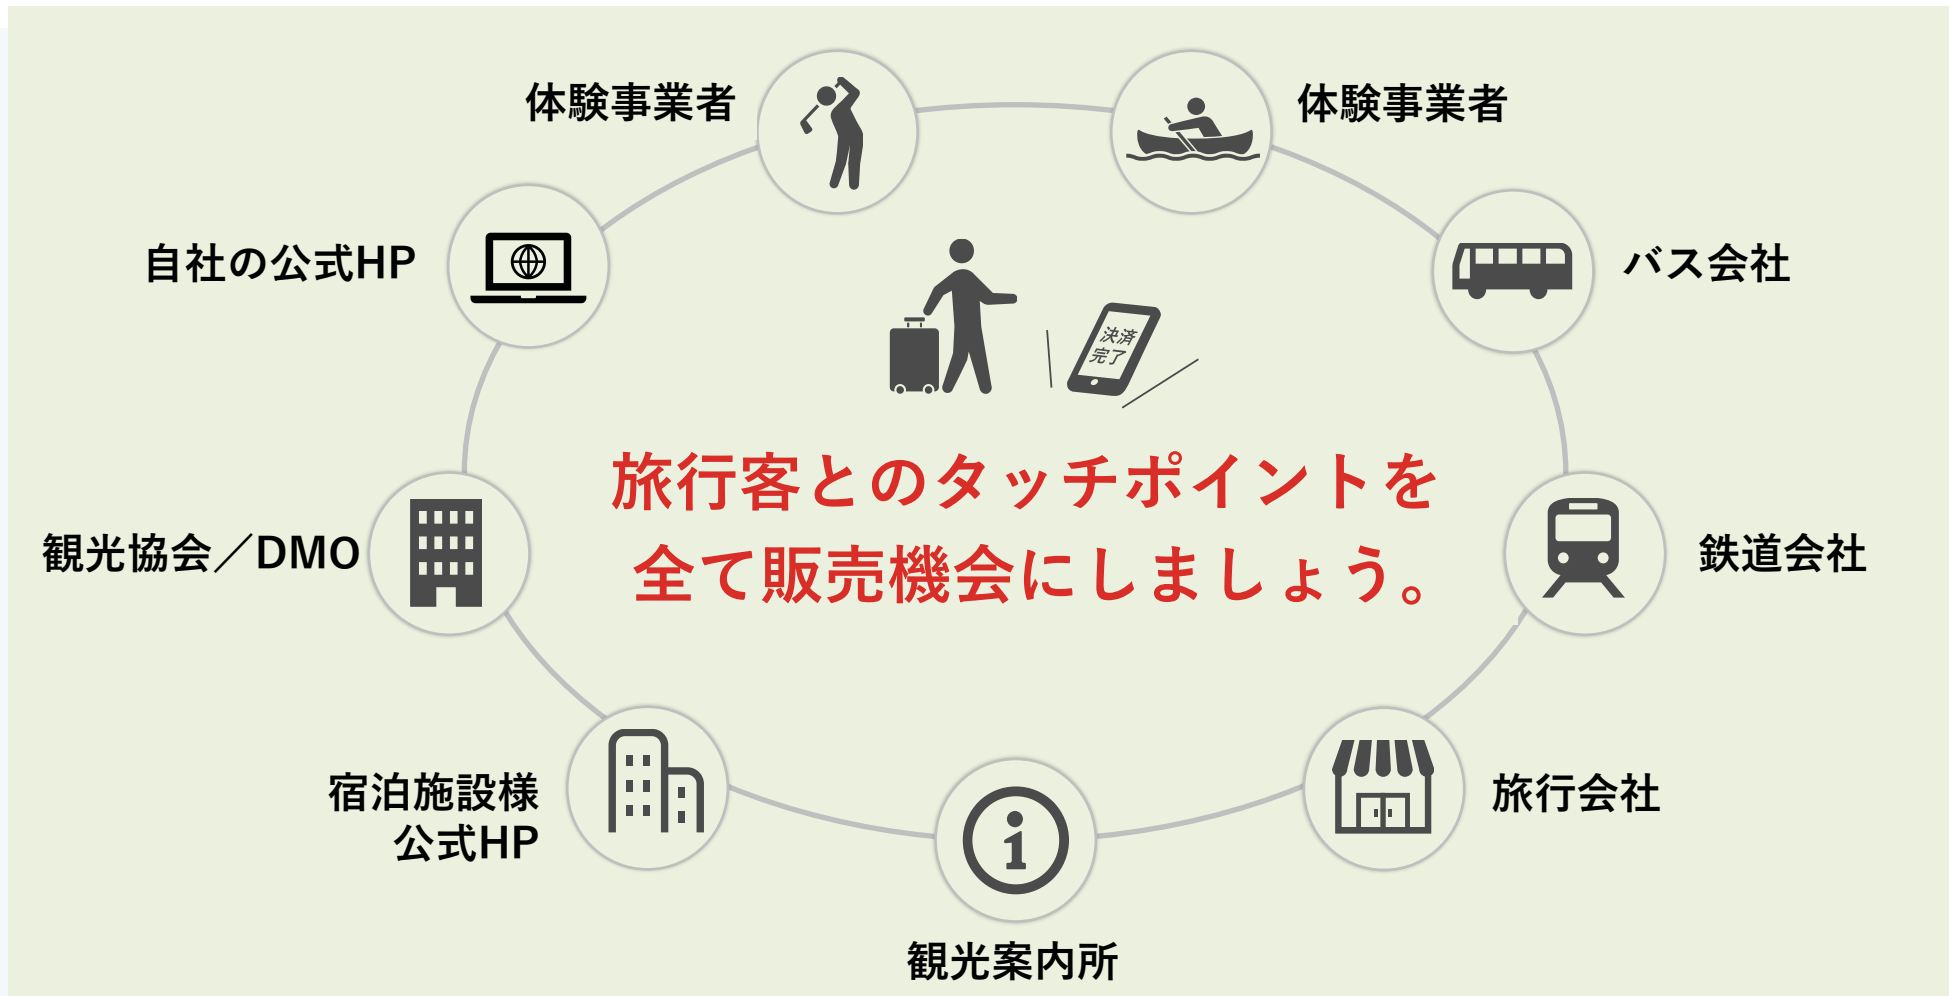 体験事業者
体験事業者
自社の公式HP
バス会社
決済
完了
旅行客とのタッチポイントを
全て販売機会にしましょう。
観光協会／DMO
鉄道会社
宿泊施設様
公式HP
旅行会社
観光案内所